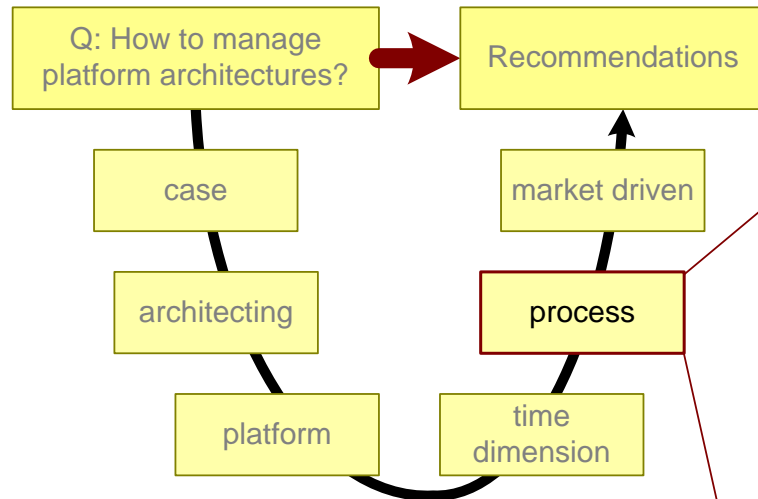 Q: How to manage
platform architectures?
Recommendations
case
market driven
architecting
process
platform
time
dimension